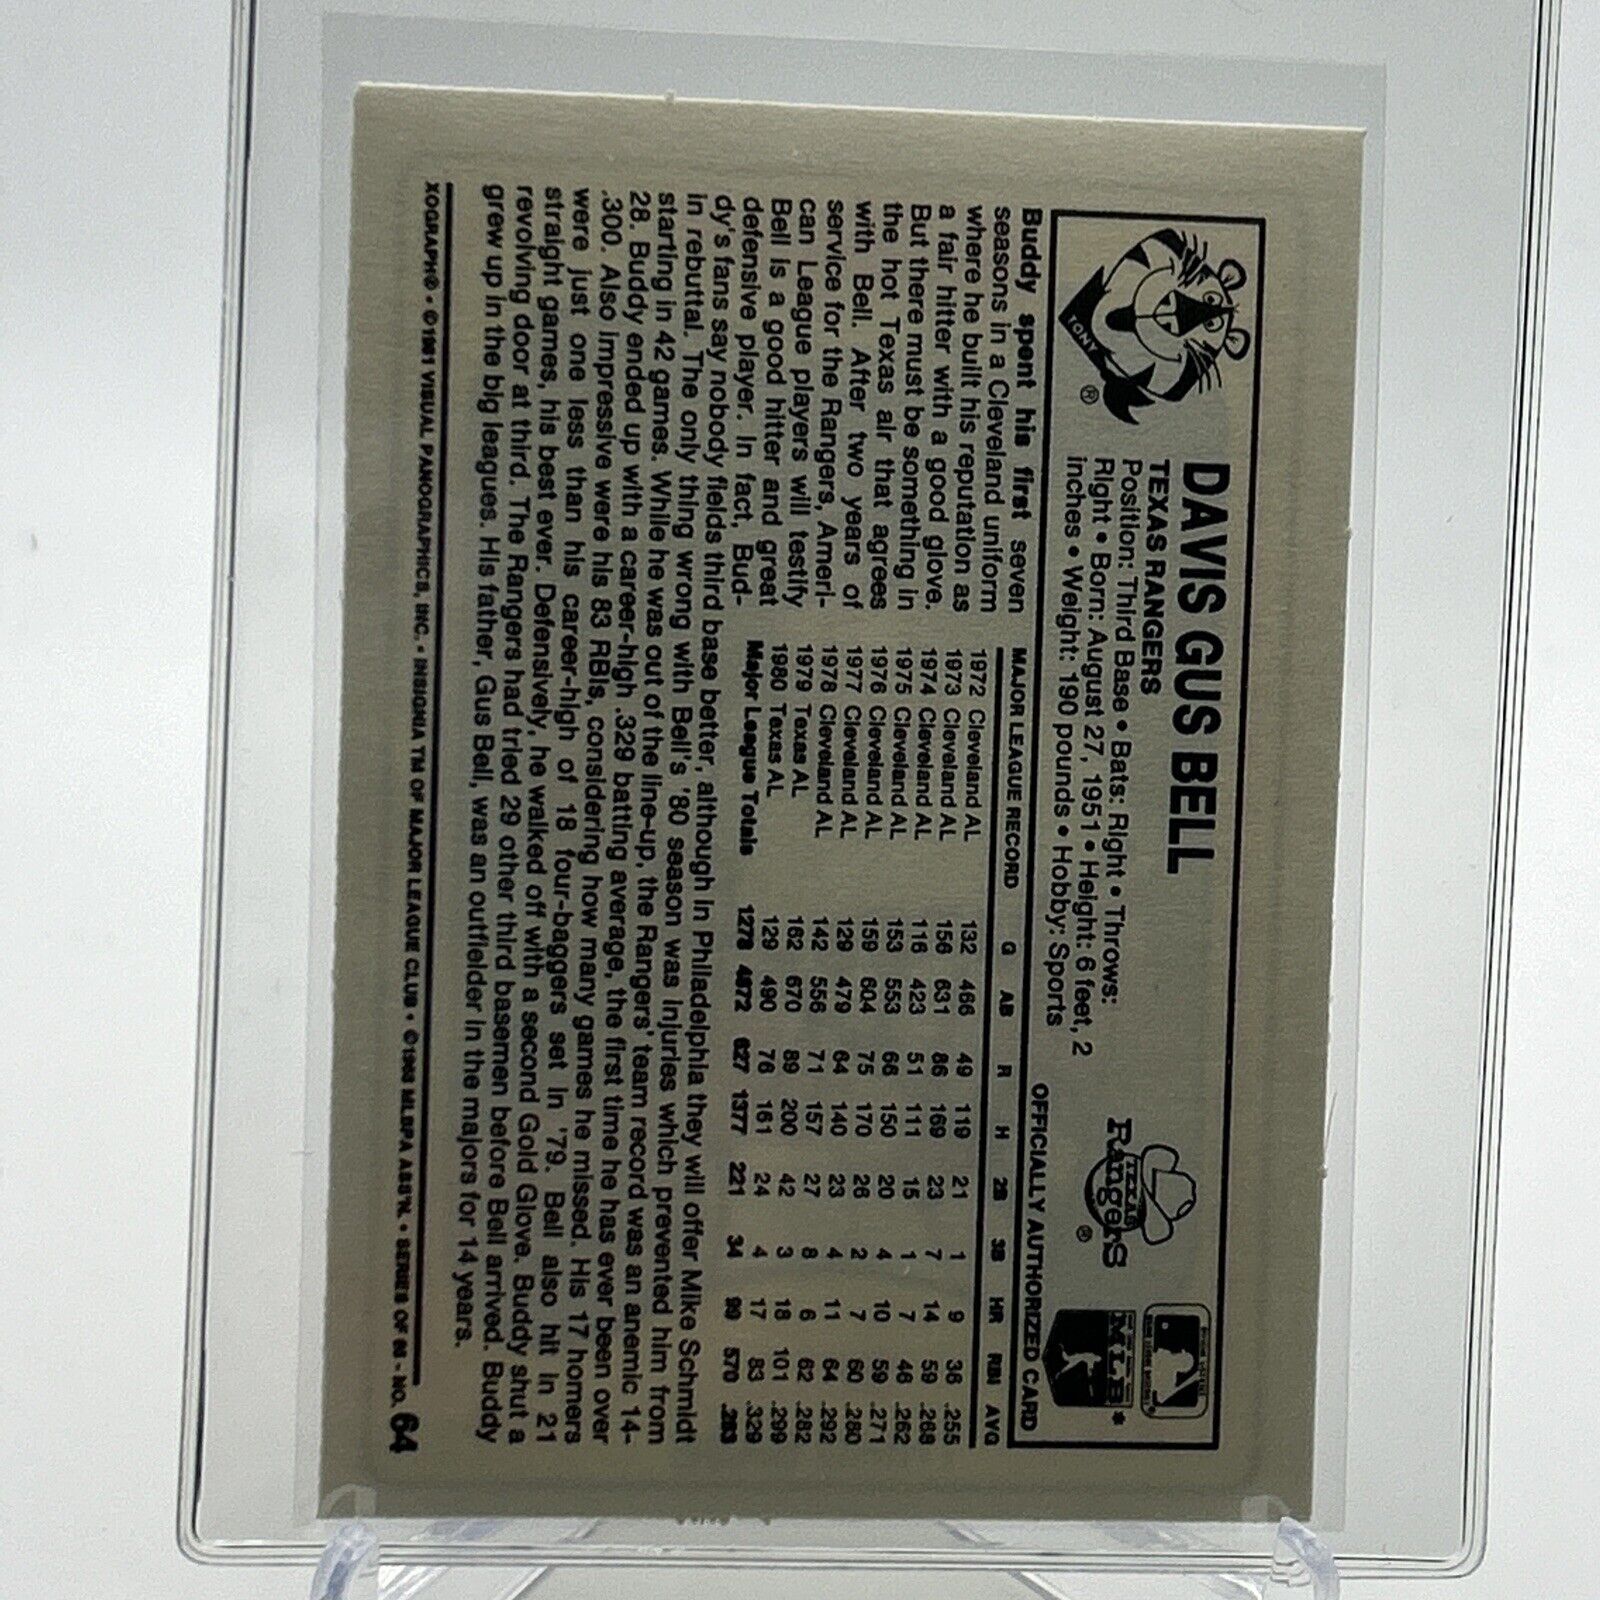 TONY
®
DAVIS GUS BELL
TEXAS RANGERS
Position: Third Base • Bats: Right • Throws:
Right • Born: August 27, 1951 • Height: 6 feet, 2
inches • Weight: 190 pounds • Hobby: Sports
TEXAS
Rangers
®
MLB
OFFICIALLY AUTHORIZED CARD
Buddy spent his first seven
seasons in a Cleveland uniform
where he built his reputation as
a fair hitter with a good glove.
But there must be something in
the hot Texas air that agrees
with Bell. After two years of
service for the Rangers, Ameri-
can League players will testify
Bell is a good hitter and great
defensive player. In fact, Bud-
dy's fans say nobody fields third base better, although in Philadelphia they will offer Mike Schmidt
in rebuttal. The only thing wrong with Bell's '80 season was injuries which prevented him from
starting in 42 games. While he was out of the line-up, the Rangers' team record was an anemic 14-
28. Buddy ended up with a career-high .329 batting average, the first time he has ever been over
.300. Also impressive were his 83 RBIs, considering how many games he missed. His 17 homers
were just one less than his career-high of 18 four-baggers set in '79. Bell also hit in 21
straight games, his best ever. Defensively, he walked off with a second Gold Glove. Buddy shut a
revolving door at third. The Rangers had tried 29 other third basemen before Bell arrived. Buddy
grew up in the big leagues. His father, Gus Bell, was an outfielder in the majors for 14 years.
MAJOR LEAGUE RECORD G AB R H 2B 3B HR RBI AVG
1972 Cleveland AL 132 466 49 119 21 1 9 36 .255
1973 Cleveland AL 156 631 86 169 23 7 14 59 .268
1974 Cleveland AL 116 423 51 111 15 1 7 46 .262
1975 Cleveland AL 153 553 66 150 20 4 10 59 .271
1976 Cleveland AL 159 604 75 170 26 2 7 60 .280
1977 Cleveland AL 129 479 64 140 23 4 11 64 .292
1978 Cleveland AL 142 556 71 157 27 8 6 62 .282
1979 Texas AL 162 670 89 200 42 3 18 101 .299
1980 Texas AL 129 490 76 161 24 4 17 83 .329
Major League Totals 1278 4872 627 1377 221 34 99 570 .283
XOGRAPH® • ©1981 VISUAL PANOGRAPHICS, INC. • INSIGHIA TM OF MAJOR LEAGUE CLUB • ©1983 MLBPA ASS'N. • SERIES OF 66 - NO. 64